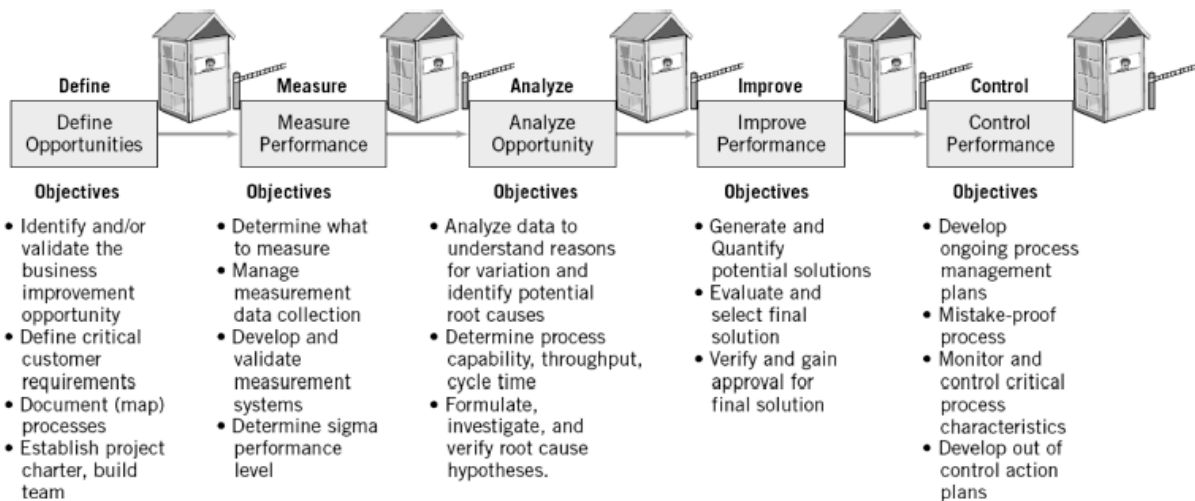 Define
Define
Opportunities
Objectives
• Identify and/or
validate the
business
improvement
opportunity
• Define critical
customer
requirements
• Document (map)
processes
• Establish project
charter, build
team
Measure
Measure
Performance
Objectives
• Determine what
to measure
• Manage
measurement
data collection
• Develop and
validate
measurement
systems
• Determine sigma
performance
level
Analyze
Analyze
Opportunity
Objectives
• Analyze data to
understand reasons
for variation and
identify potential
root causes
• Determine process
capability, throughput,
cycle time
• Formulate,
investigate, and
verify root cause
hypotheses.
Improve
Improve
Performance
Objectives
• Generate and
Quantify
potential solutions
• Evaluate and
select final
solution
• Verify and gain
approval for
final solution
Control
Control
Performance
Objectives
• Develop
ongoing process
management
plans
• Mistake-proof
process
• Monitor and
control critical
process
characteristics
• Develop out of
control action
plans